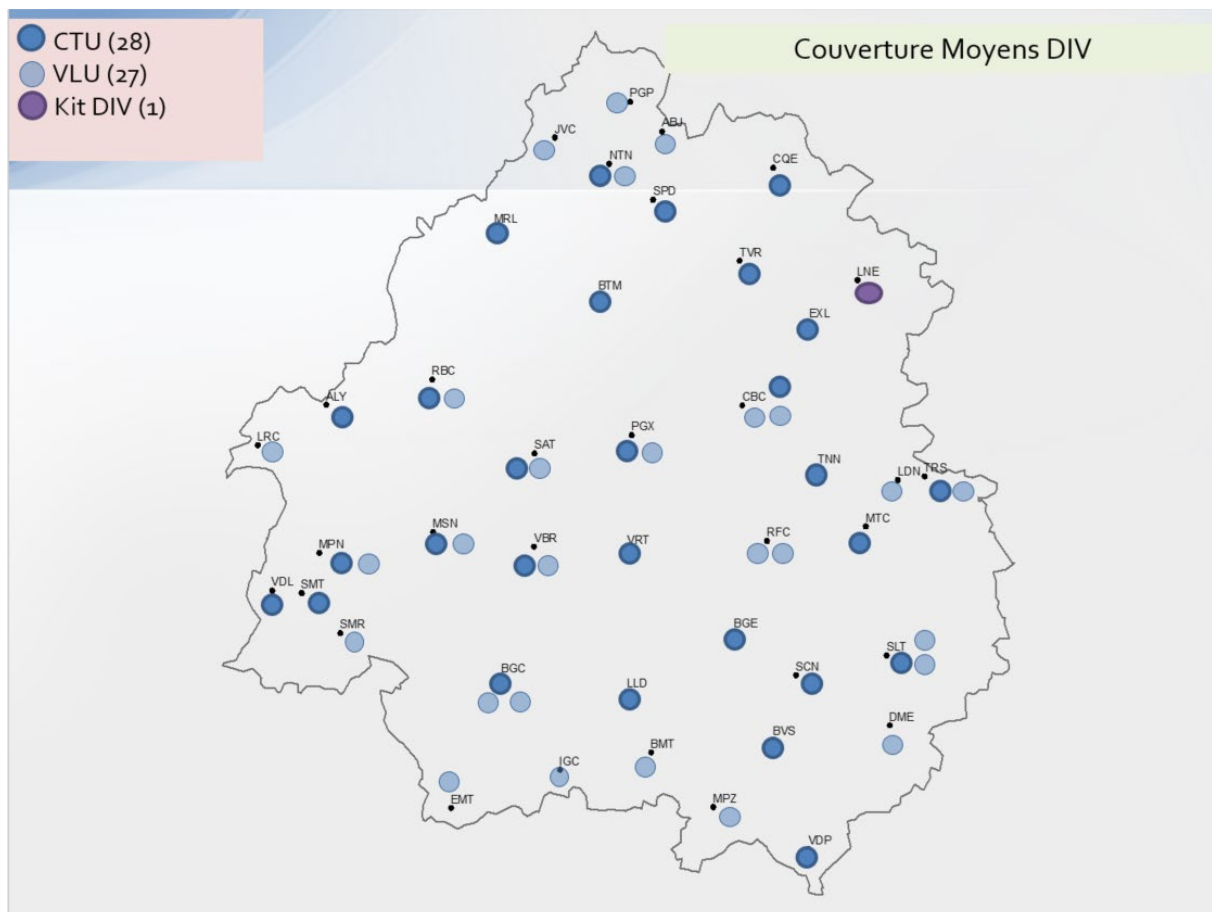 CTU (28)
VLU (27)
Kit DIV (1)
Couverture Moyens DIV
PGP
ABJ
JVC
NTN
CQE
SPD
MRL
TVR
LNE
BTM
EXL
RBC
ALY
CBC
LRC
PGX
SAT
TNN
LDN
TRS
MSN
MTC
MPN
VBR
VRT
RFC
VDL
SMT
SMR
BGE
SLT
BGC
SCN
LLD
DME
BVS
BMT
IGC
EMT
MPZ
VDP